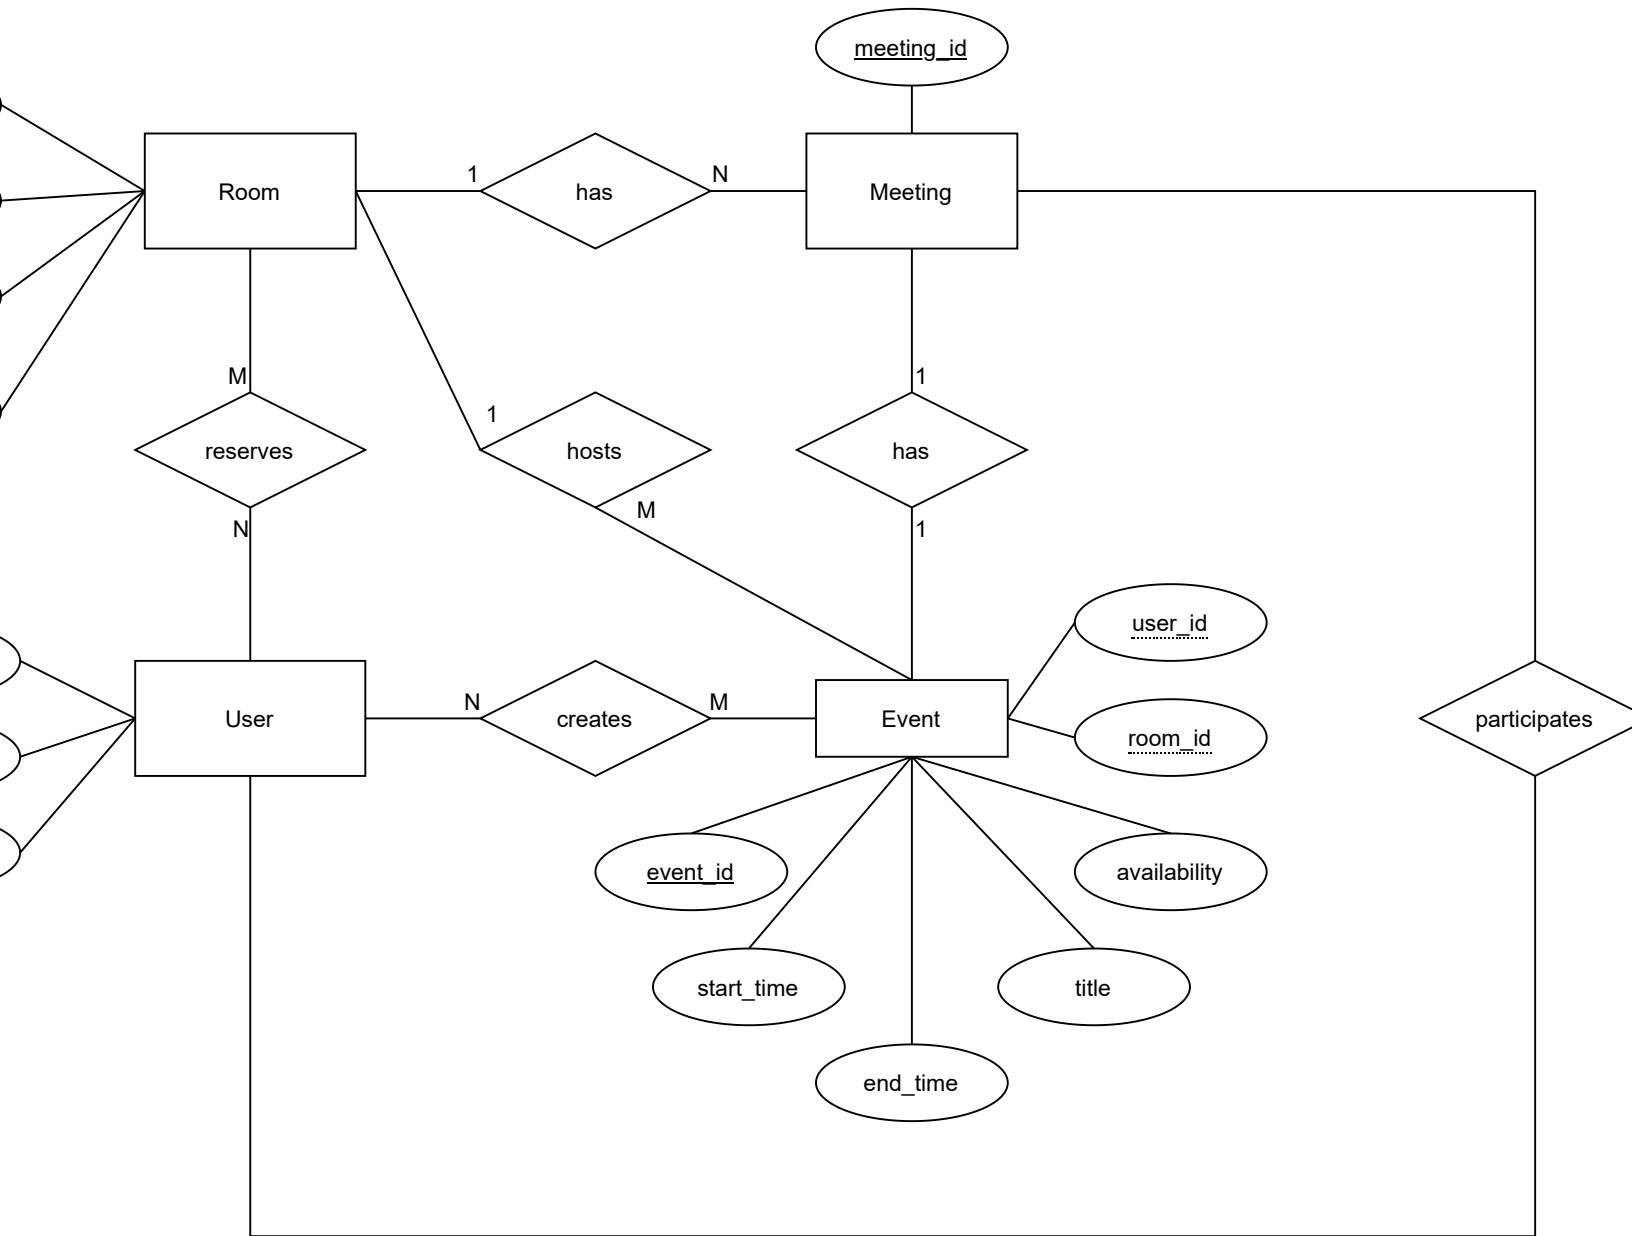 meeting_id
Room
1
has
N
Meeting
M
1
1
reserves
hosts
has
M
N
1
user_id
User
N
creates
M
Event
participates
room_id
event_id
availability
start_time
title
end_time